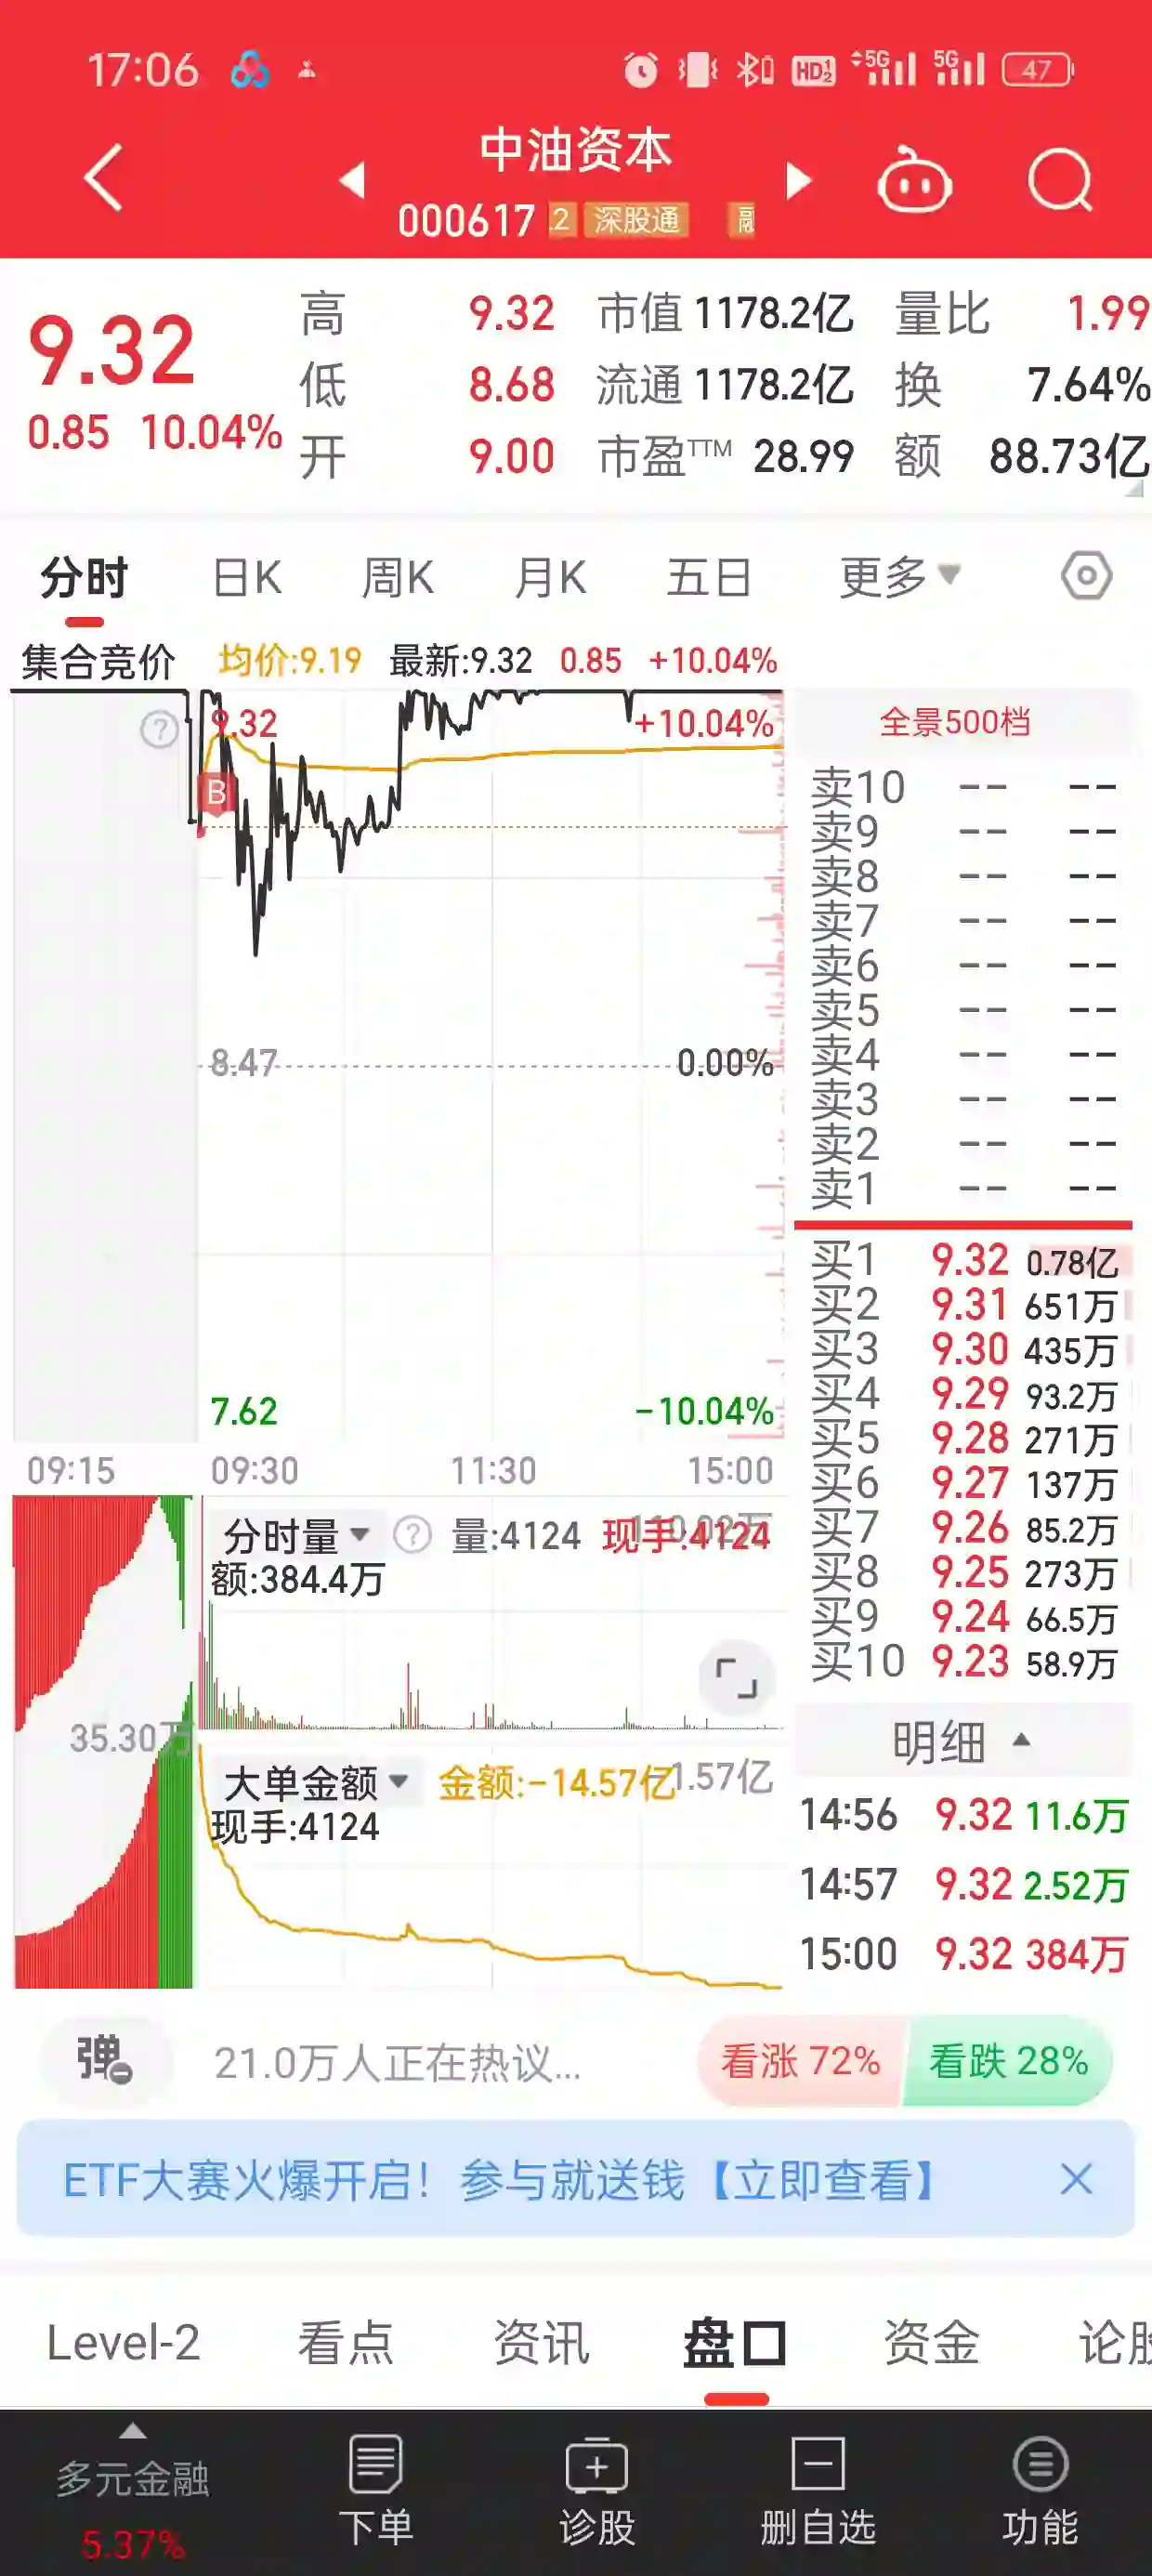 17:06 HD 5G 5G 47
中油资本
000617 .2 深股通 融
9.32 高 9.32 市值 1178.2亿 量比 1.99
低 8.68 流通 1178.2亿 换 7.64%
0.85 10.04% 开 9.00 市盈TTM 28.99 额 88.73亿
分时 日K 周K 月K 五日 更多
集合竞价 均价:9.19 最新:9.32 0.85 +10.04%
? 9.32 +10.04%
B
8.47 0.00%
7.62 -10.04%
09:15 09:30 11:30 15:00
全景500档
卖10 -- --
卖9 -- --
卖8 -- --
卖7 -- --
卖6 -- --
卖5 -- --
卖4 -- --
卖3 -- --
卖2 -- --
卖1 -- --
买1 9.32 0.78亿
买2 9.31 651万
买3 9.30 435万
买4 9.29 93.2万
买5 9.28 271万
买6 9.27 137万
买7 9.26 85.2万
买8 9.25 273万
买9 9.24 66.5万
买10 9.23 58.9万
分时量 ? 量:4124 现手:4124
额:384.4万
35.30万
大单金额 金额:-14.57亿 1.57亿
现手:4124
明细
14:56 9.32 11.6万
14:57 9.32 2.52万
15:00 9.32 384万
弹 21.0万人正在热议... 看涨 72% 看跌 28%
ETF大赛火爆开启！参与就送钱【立即查看】
Level-2 看点 资讯 盘口 资金 论股
多元金融 下单 诊股 删自选 功能
5.37%